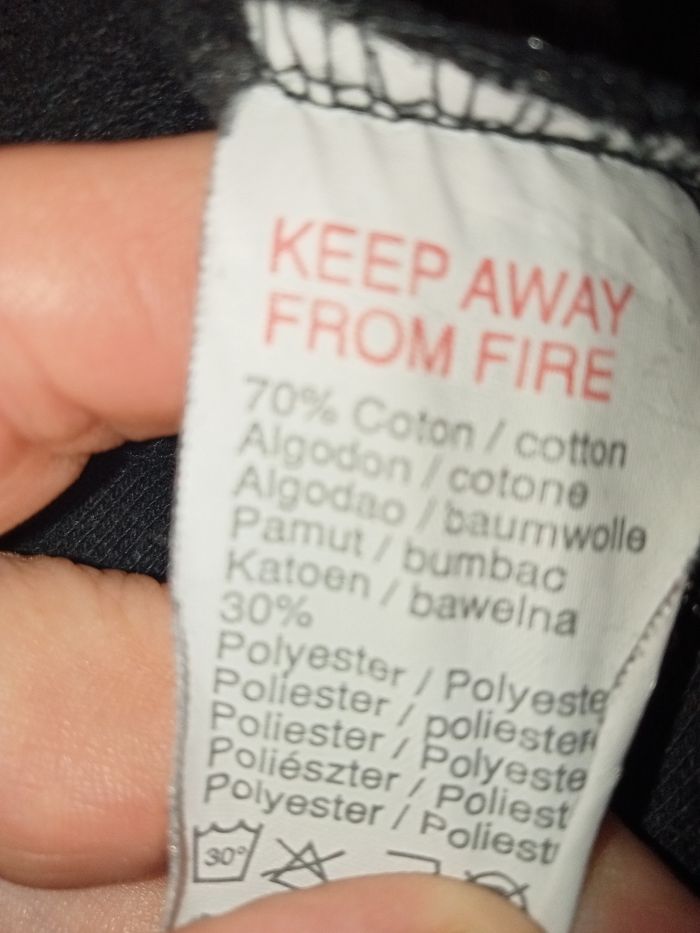 KEEP AWAY
FROM FIRE
70% Coton / cotton
Algodon / cotone
Algodao / baumwolle
Pamut / bumbac
Katoen / bawelna
30%
Polyester / Polyeste
Poliester / poliester
Poliester / Polyeste
Poliészter / Poliest
Polyester / Poliest
30°